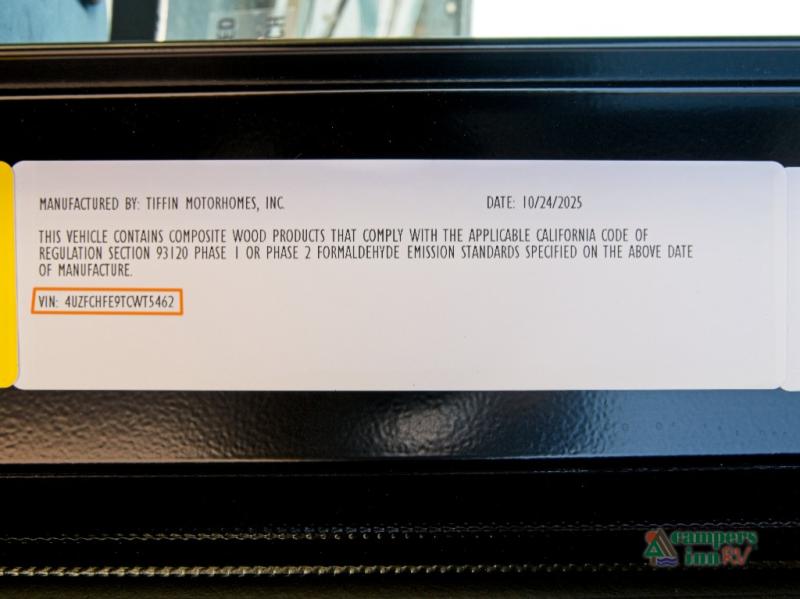 MANUFACTURED BY: TIFFIN MOTORHOMES, INC. DATE: 10/24/2025
THIS VEHICLE CONTAINS COMPOSITE WOOD PRODUCTS THAT COMPLY WITH THE APPLICABLE CALIFORNIA CODE OF
REGULATION SECTION 93120 PHASE 1 OR PHASE 2 FORMALDEHYDE EMISSION STANDARDS SPECIFIED ON THE ABOVE DATE
OF MANUFACTURE.
VIN: 4UZFCHFE9TCWT5462
campers
inn RV